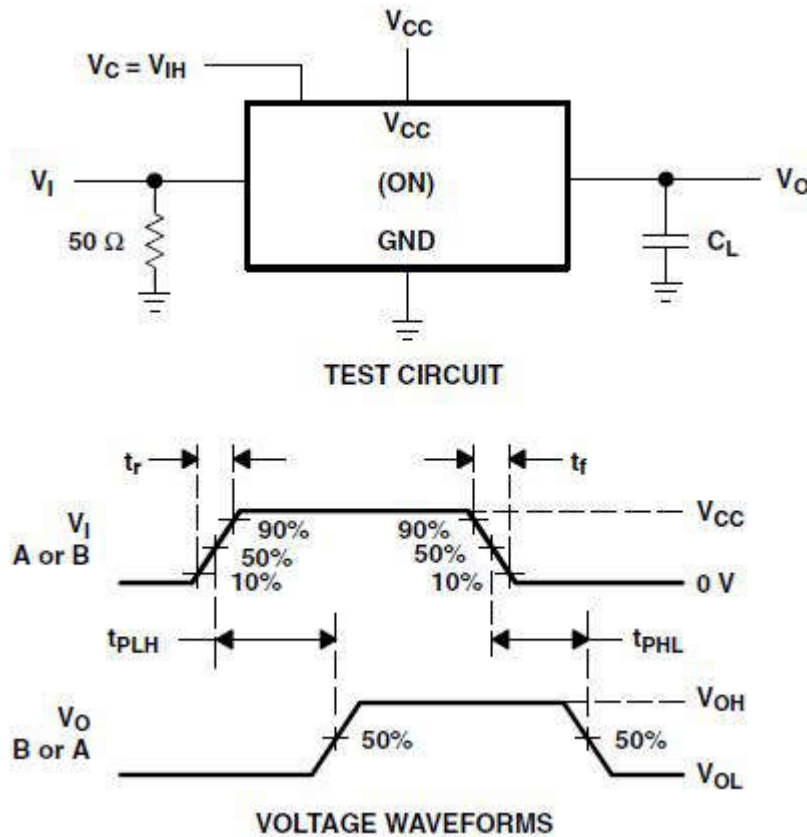 VCC
VC = VIH
VCC
VI
(ON)
VO
50 Ω
GND
CL
TEST CIRCUIT
tr
tf
VI
A or B
90%
90%
VCC
50%
50%
10%
10%
0 V
tPLH
tPHL
VO
B or A
VOH
50%
50%
VOL
VOLTAGE WAVEFORMS